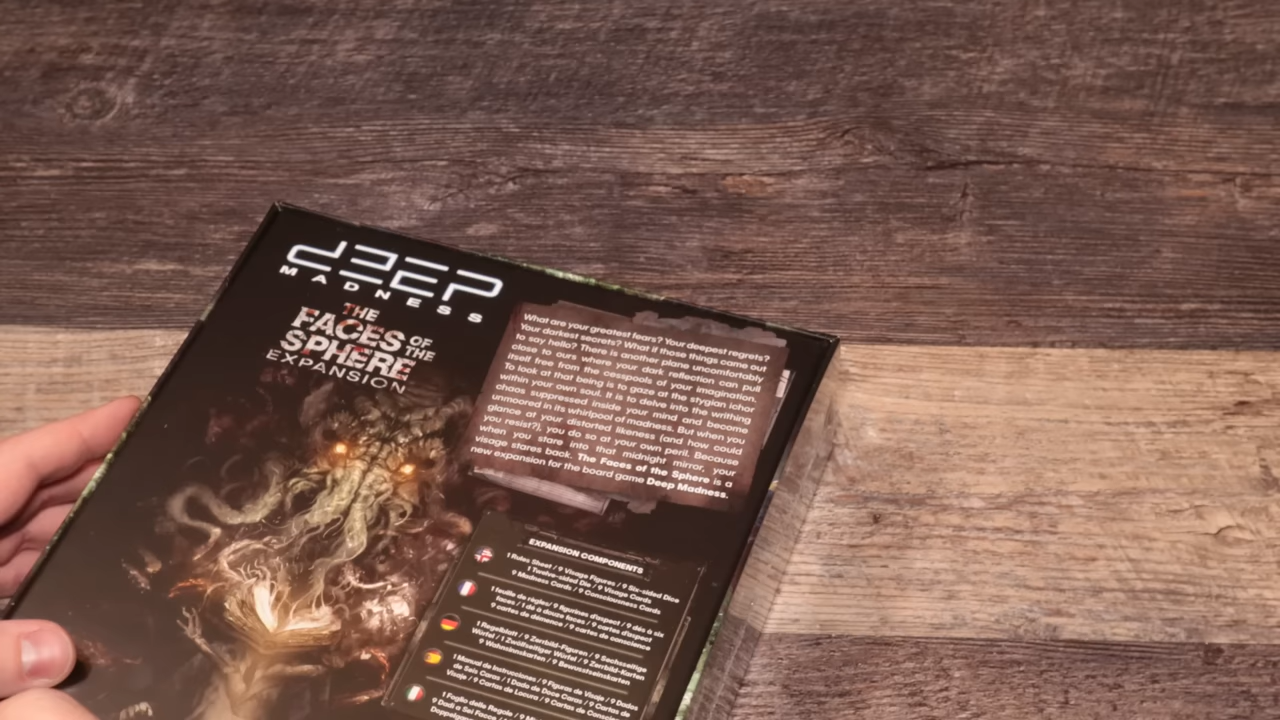 deep
MADNESS
THE
FACES OF
SPHERE THE
EXPANSION
What are your greatest fears? Your deepest regrets?
Your darkest secrets? What if those things came out
to say hello? There is another plane uncomfortably
close to ours where your dark reflection can pull
itself free from the cesspools of your imagination.
To look at that being is to gaze at the stygian ichor
within your own soul. It is to delve into the writhing
chaos suppressed inside your mind and become
unmoored in its whirlpool of madness. But when you
glance at your distorted likeness (and how could
you resist?), you do so at your own peril. Because
when you stare into that midnight mirror, your
visage stares back. The Faces of the Sphere is a
new expansion for the board game Deep Madness.
EXPANSION COMPONENTS
1 Rules Sheet / 9 Visage Figures / 9 Six-sided Dice
1 Twelve-sided Die / 9 Visage Cards
9 Madness Cards / 9 Consciousness Cards
1 feuille de règles / 9 figurines d'aspect / 9 dés à six
faces / 1 dé à douze faces / 9 cartes d'aspect
9 cartes de démence / 9 cartes de conscience
1 Regelblatt / 9 Zerrbild-Figuren / 9 Sechsseitige
Würfel / 1 Zwölfseitiger Würfel / 9 Zerrbild-Karten
9 Wahnsinnskarten / 9 Bewusstseinskarten
1 Manual de Instrucciones / 9 Figuras de Visaje / 9 Dados
de Seis Caras / 1 Dado de Doce Caras / 9 Cartas de
Visaje / 9 Cartas de Locura / 9 Cartas de
1 Foglio delle Regole / 9
9 Dadi a Sei Facce /